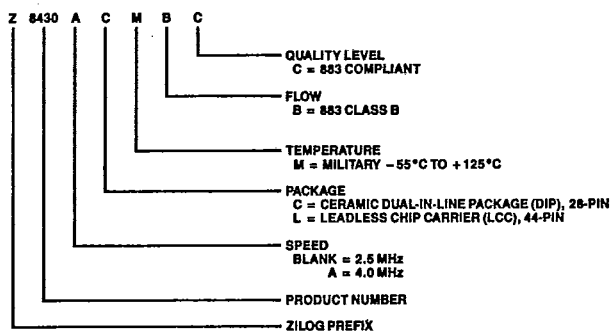 Z 8430 A C M B C
QUALITY LEVEL
C = 883 COMPLIANT
FLOW
B = 883 CLASS B
TEMPERATURE
M = MILITARY -55°C TO +125°C
PACKAGE
C = CERAMIC DUAL-IN-LINE PACKAGE (DIP), 28-PIN
L = LEADLESS CHIP CARRIER (LCC), 44-PIN
SPEED
BLANK = 2.5 MHz
A = 4.0 MHz
PRODUCT NUMBER
ZILOG PREFIX